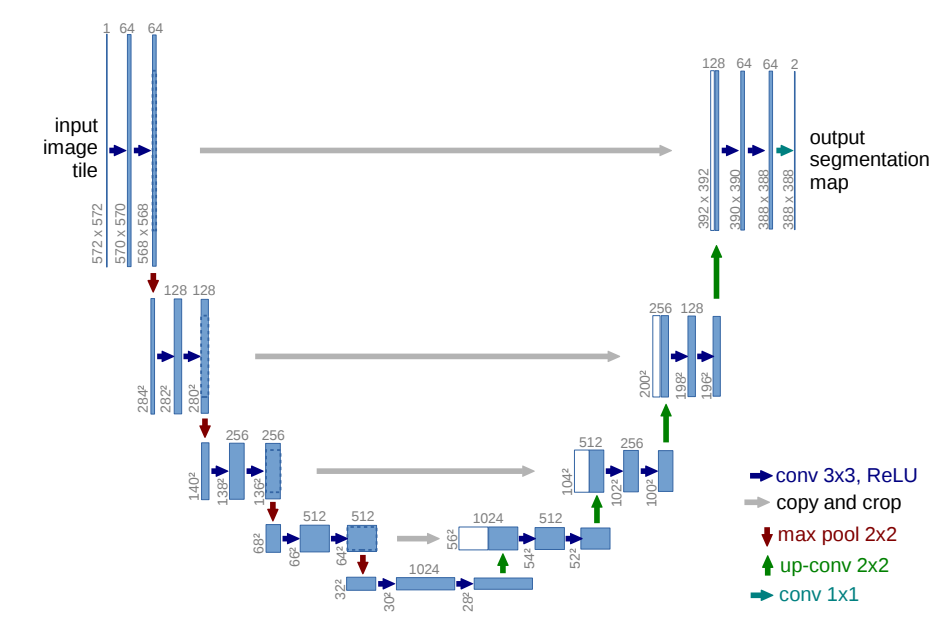 1 64 64
input
image
tile
572 x 572
570 x 570
568 x 568
128 64 64 2
output
segmentation
map
392 x 392
390 x 390
388 x 388
388 x 388
128 128
284²
282²
280²
256 128
200²
198²
196²
256 256
140²
138²
136²
512 256
104²
102²
100²
512 512
68²
66²
64²
1024 512
56²
54²
52²
1024
32²
30²
28²
conv 3x3, ReLU
copy and crop
max pool 2x2
up-conv 2x2
conv 1x1